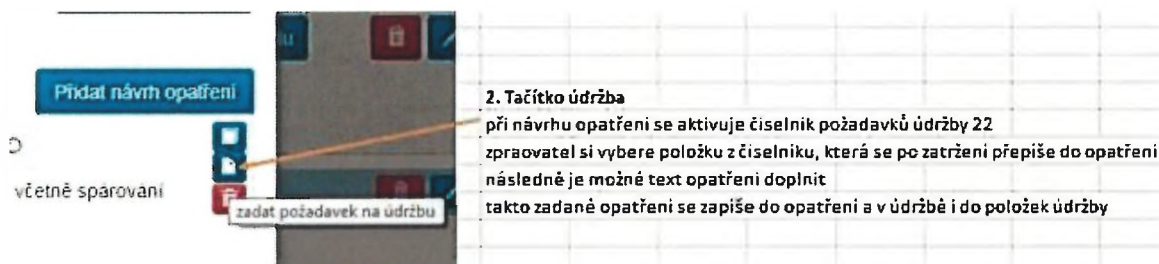 lu
Přidat návrh opatření
včetně spárování
zadat požadavek na údržbu
2. Tačítko údržba
při návrhu opatření se aktivuje číselník požadavků údržby 22
zpraovatel si vybere položku z číselníku, která se po zatržení přepíše do opatření
následně je možné text opatření doplnit
takto zadané opatření se zapíše do opatření a v údržbě i do položek údržby